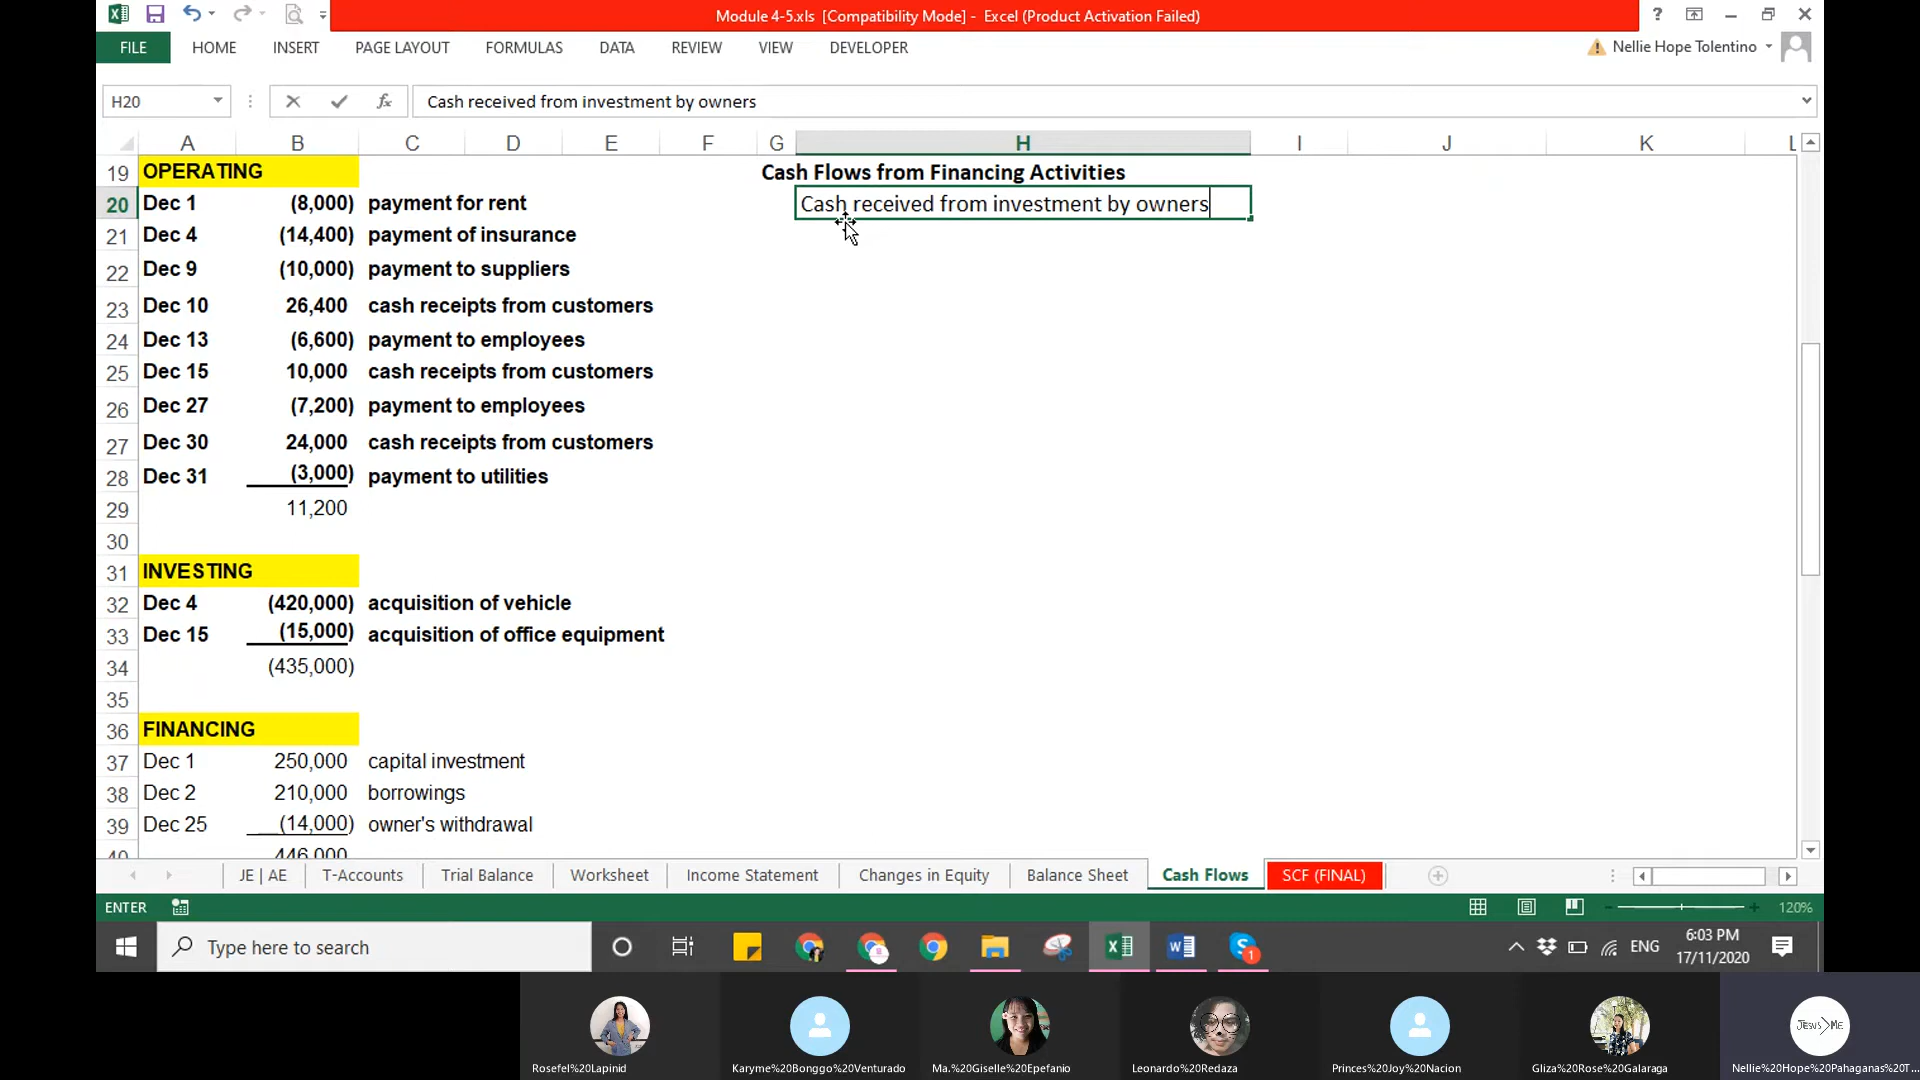 Module 4-5.xls [Compatibility Mode] - Excel (Product Activation Failed)
?
FILE HOME INSERT PAGE LAYOUT FORMULAS DATA REVIEW VIEW DEVELOPER
Nellie Hope Tolentino
H20 fx Cash received from investment by owners
A B C D E F G H I J K L
19 OPERATING Cash Flows from Financing Activities
20 Dec 1 (8,000) payment for rent Cash received from investment by owners
21 Dec 4 (14,400) payment of insurance
22 Dec 9 (10,000) payment to suppliers
23 Dec 10 26,400 cash receipts from customers
24 Dec 13 (6,600) payment to employees
25 Dec 15 10,000 cash receipts from customers
26 Dec 27 (7,200) payment to employees
27 Dec 30 24,000 cash receipts from customers
28 Dec 31 (3,000) payment to utilities
29 11,200
30
31 INVESTING
32 Dec 4 (420,000) acquisition of vehicle
33 Dec 15 (15,000) acquisition of office equipment
34 (435,000)
35
36 FINANCING
37 Dec 1 250,000 capital investment
38 Dec 2 210,000 borrowings
39 Dec 25 (14,000) owner's withdrawal
40 446,000
JE | AE T-Accounts Trial Balance Worksheet Income Statement Changes in Equity Balance Sheet Cash Flows SCF (FINAL)
ENTER 120%
Type here to search
1
ENG
6:03 PM
17/11/2020
JESUS>ME
Rosefel%20Lapinid
Karyme%20Bonggo%20Venturado
Ma.%20Giselle%20Epefanio
Leonardo%20Redaza
Princes%20Joy%20Nacion
Gliza%20Rose%20Galaraga
Nellie%20Hope%20Pahaganas%20T...